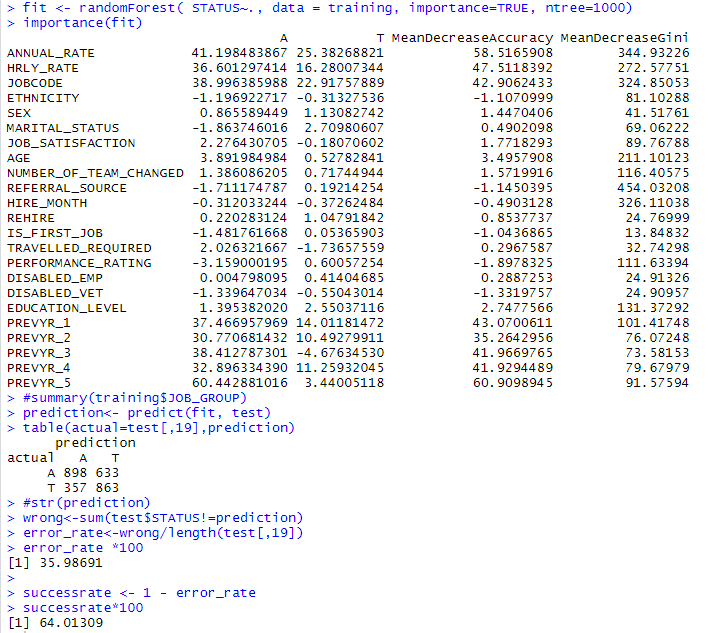 > fit <- randomForest( STATUS~., data = training, importance=TRUE, ntree=1000)
> importance(fit)
A T MeanDecreaseAccuracy MeanDecreaseGini
ANNUAL_RATE 41.198483867 25.38268821 58.5165908 344.93226
HRLY_RATE 36.601297414 16.28007344 47.5118392 272.57751
JOBCODE 38.996385988 22.91757889 42.9062433 324.85053
ETHNICITY -1.196922717 -0.31327536 -1.1070999 81.10288
SEX 0.865589449 1.13082742 1.4470406 41.51761
MARITAL_STATUS -1.863746016 2.70980607 0.4902098 69.06222
JOB_SATISFACTION 2.276430705 -0.18070602 1.7718293 89.76788
AGE 3.891984984 0.52782841 3.4957908 211.10123
NUMBER_OF_TEAM_CHANGED 1.386086205 0.71744944 1.5719916 116.40575
REFERRAL_SOURCE -1.711174787 0.19214254 -1.1450395 454.03208
HIRE_MONTH -0.312033244 -0.37262484 -0.4903128 326.11038
REHIRE 0.220283124 1.04791842 0.8537737 24.76999
IS_FIRST_JOB -1.481761668 0.05365903 -1.0436865 13.84832
TRAVELLED_REQUIRED 2.026321667 -1.73657559 0.2967587 32.74298
PERFORMANCE_RATING -3.159000195 0.60057254 -1.8978325 111.63394
DISABLED_EMP 0.004798095 0.41404685 0.2887253 24.91326
DISABLED_VET -1.339647034 -0.55043014 -1.3319757 24.90957
EDUCATION_LEVEL 1.395382020 2.55037116 2.7477566 131.37292
PREVYR_1 37.466957969 14.01181472 43.0700611 101.41748
PREVYR_2 30.770681432 10.49279911 35.2642956 76.07248
PREVYR_3 38.412787301 -4.67634530 41.9669765 73.58153
PREVYR_4 32.896334390 11.25932045 41.9294489 79.67979
PREVYR_5 60.442881016 3.44005118 60.9098945 91.57594
> #summary(training$JOB_GROUP)
> prediction<- predict(fit, test)
> table(actual=test[,19],prediction)
prediction
actual A T
A 898 633
T 357 863
> #str(prediction)
> wrong<-sum(test$STATUS!=prediction)
> error_rate<-wrong/length(test[,19])
> error_rate *100
[1] 35.98691
>
> successrate <- 1 - error_rate
> successrate*100
[1] 64.01309